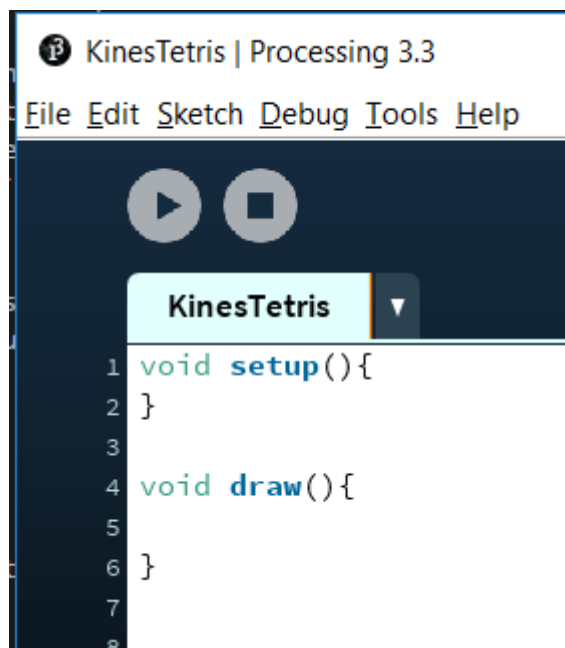 KinesTetris | Processing 3.3
File Edit Sketch Debug Tools Help
KinesTetris
1 void setup(){
2 }
3
4 void draw(){
5
6 }
7
8